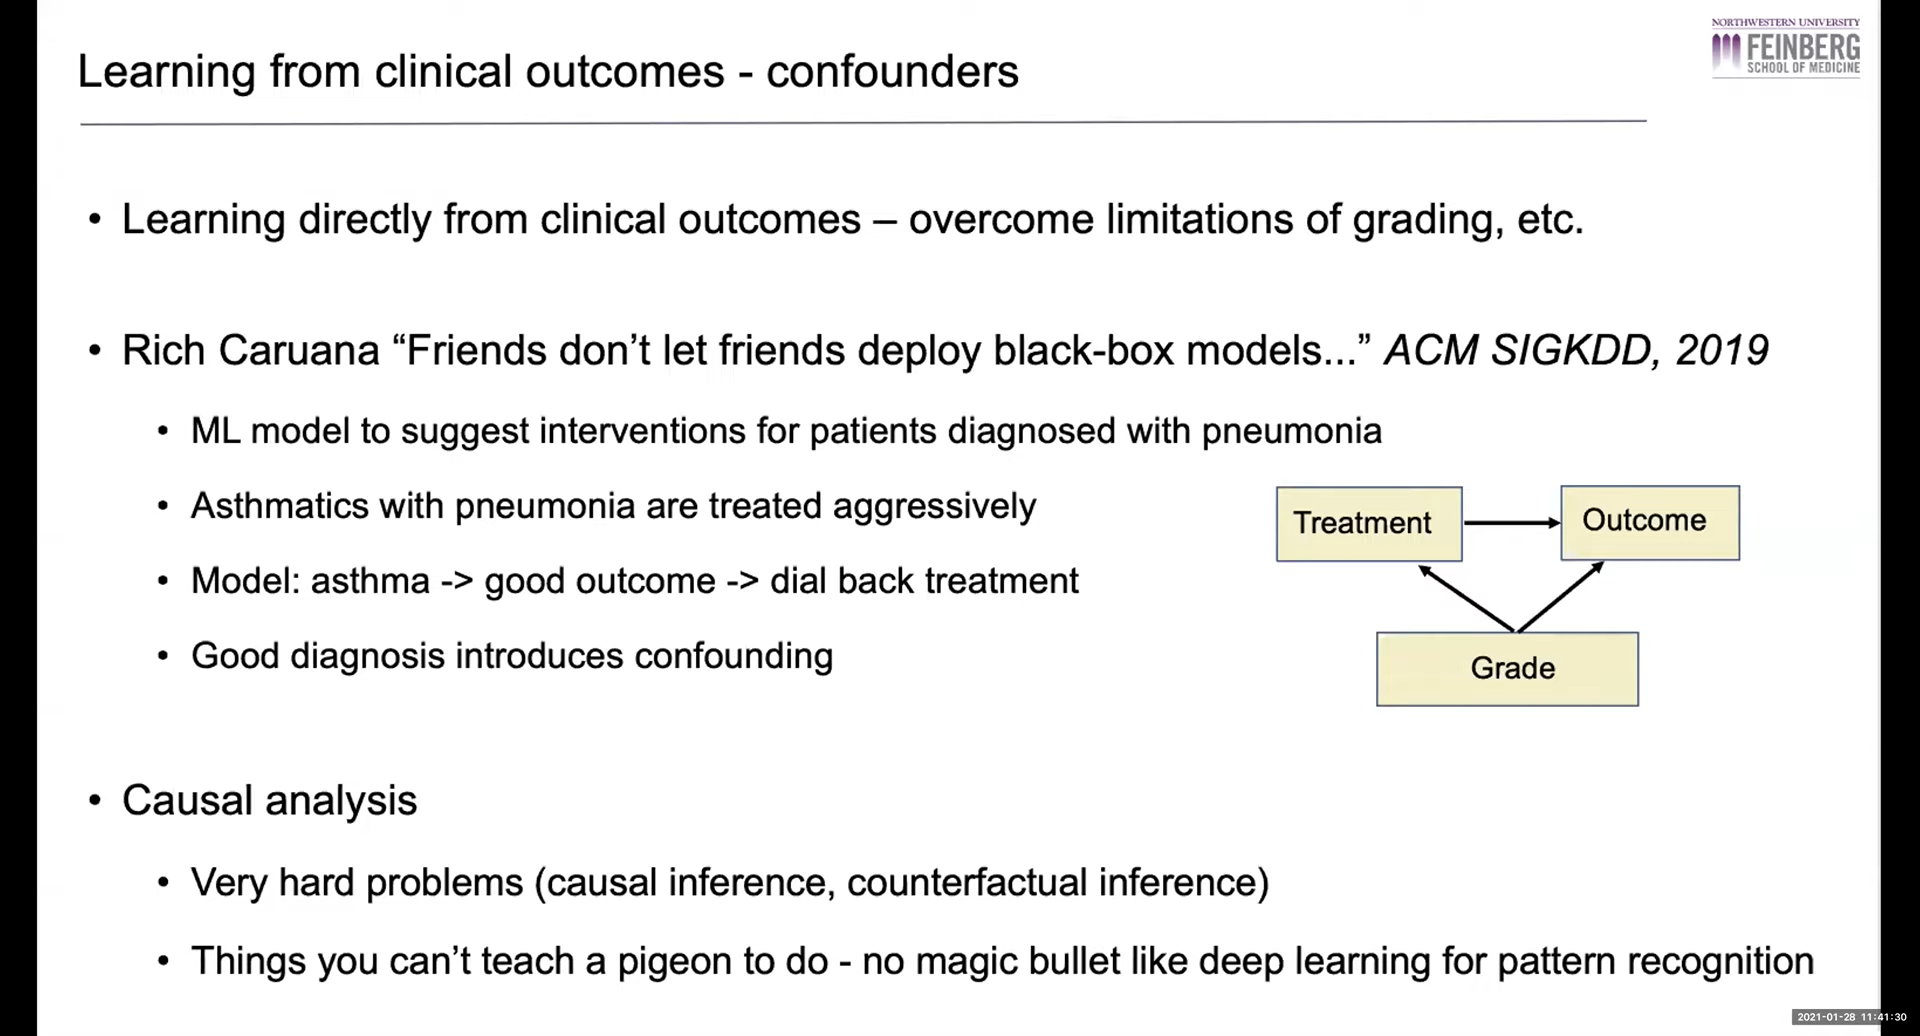 NORTHWESTERN UNIVERSITY
FEINBERG
SCHOOL OF MEDICINE
Learning from clinical outcomes - confounders
• Learning directly from clinical outcomes – overcome limitations of grading, etc.
• Rich Caruana “Friends don’t let friends deploy black-box models...” ACM SIGKDD, 2019
• ML model to suggest interventions for patients diagnosed with pneumonia
• Asthmatics with pneumonia are treated aggressively
• Model: asthma -> good outcome -> dial back treatment
• Good diagnosis introduces confounding
Treatment
Outcome
Grade
• Causal analysis
• Very hard problems (causal inference, counterfactual inference)
• Things you can’t teach a pigeon to do - no magic bullet like deep learning for pattern recognition
2021-01-28 11:41:30